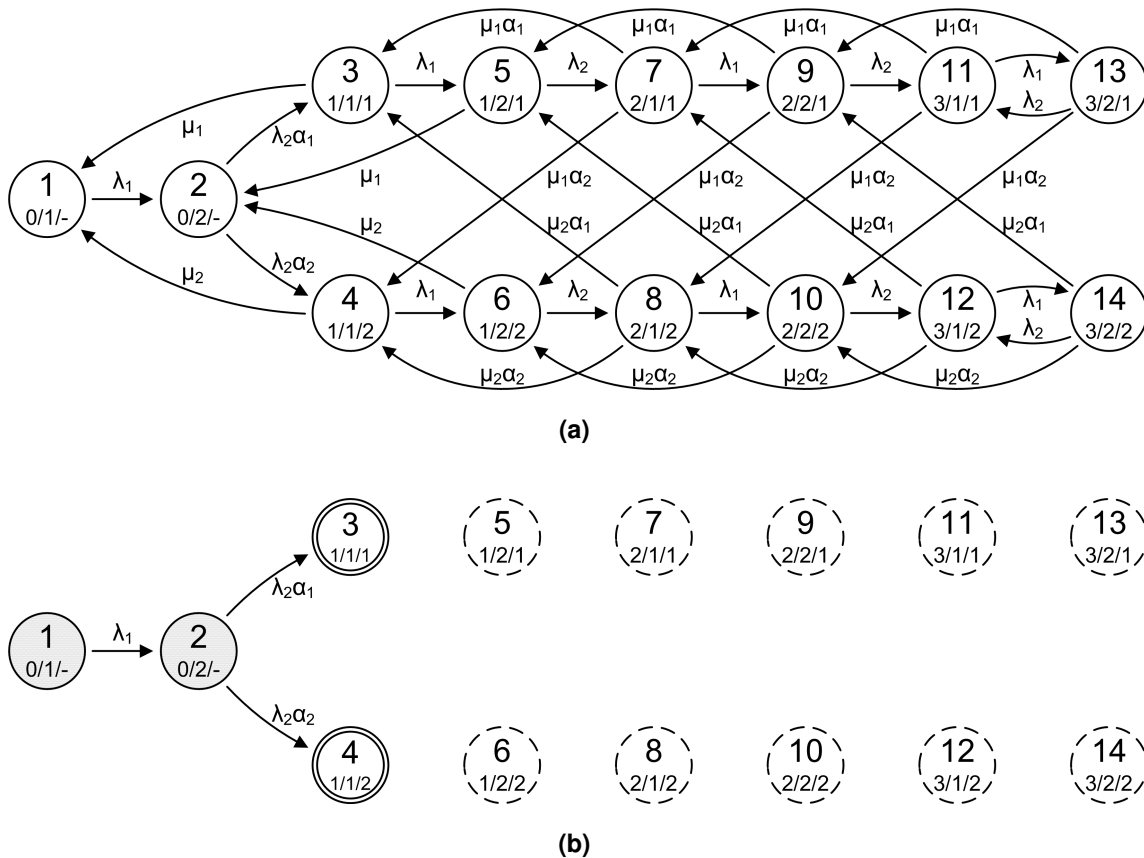 μ₁α₁ μ₁α₁ μ₁α₁ μ₁α₁
3 5 7 9 11 13
1/1/1 1/2/1 2/1/1 2/2/1 3/1/1 3/2/1
λ₁ λ₂ λ₁ λ₂ λ₁
λ₂
μ₁ λ₂α₁
1 λ₁ 2 μ₁ μ₁α₂ μ₁α₂ μ₁α₂ μ₁α₂
0/1/- 0/2/-
μ₂ μ₂α₁ μ₂α₁ μ₂α₁ μ₂α₁
μ₂ λ₂α₂
4 6 8 10 12 14
1/1/2 1/2/2 2/1/2 2/2/2 3/1/2 3/2/2
λ₁ λ₂ λ₁ λ₂ λ₁
λ₂
μ₂α₂ μ₂α₂ μ₂α₂ μ₂α₂
(a)
3 5 7 9 11 13
1/1/1 1/2/1 2/1/1 2/2/1 3/1/1 3/2/1
λ₂α₁
1 λ₁ 2
0/1/- 0/2/-
λ₂α₂
4 6 8 10 12 14
1/1/2 1/2/2 2/1/2 2/2/2 3/1/2 3/2/2
(b)